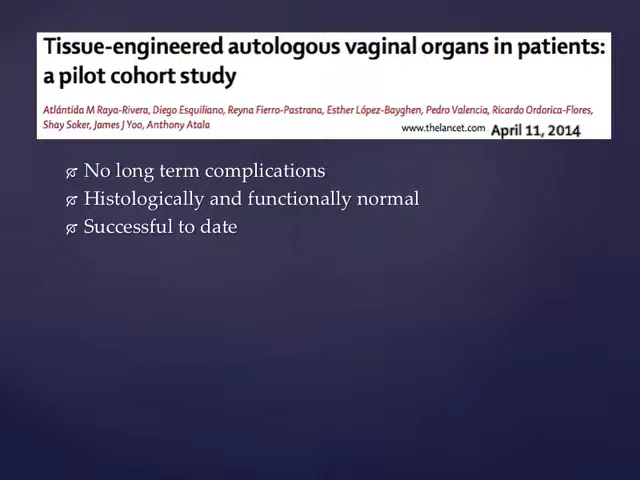 Tissue-engineered autologous vaginal organs in patients:
a pilot cohort study
Atlántida M Raya-Rivera, Diego Esquiliano, Reyna Fierro-Pastrana, Esther López-Bayghen, Pedro Valencia, Ricardo Ordorica-Flores,
Shay Soker, James J Yoo, Anthony Atala
www.thelancet.com April 11, 2014
No long term complications
Histologically and functionally normal
Successful to date